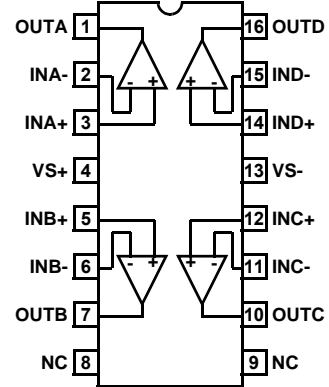 OUTA 1 16 OUTD
INA- 2 - + + - 15 IND-
INA+ 3 14 IND+
VS+ 4 13 VS-
INB+ 5 12 INC+
INB- 6 - + + - 11 INC-
OUTB 7 10 OUTC
NC 8 9 NC